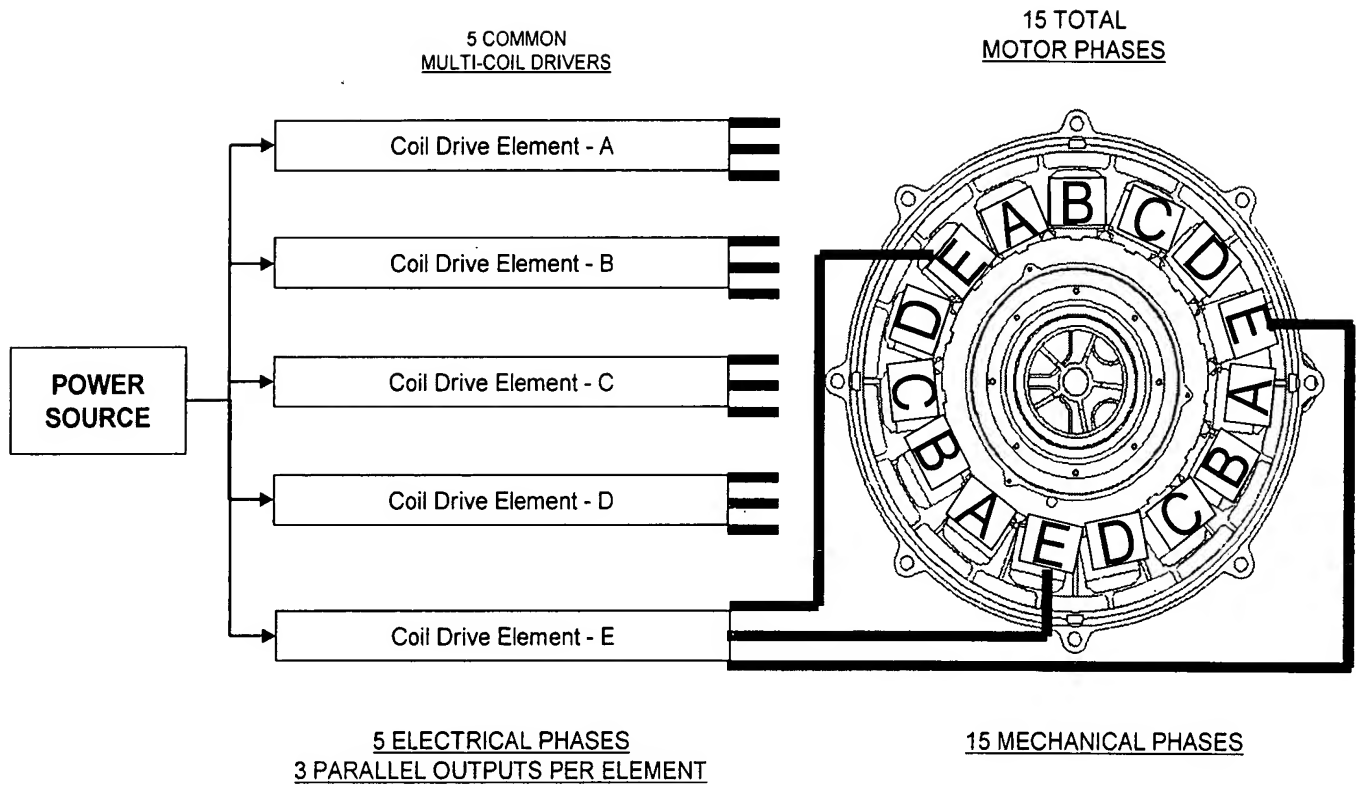 5 COMMON
MULTI-COIL DRIVERS
15 TOTAL
MOTOR PHASES
Coil Drive Element - A
Coil Drive Element - B
Coil Drive Element - C
Coil Drive Element - D
Coil Drive Element - E
POWER
SOURCE
B
C
D
E
A
B
C
D
E
A
B
C
D
E
A
5 ELECTRICAL PHASES
3 PARALLEL OUTPUTS PER ELEMENT
15 MECHANICAL PHASES